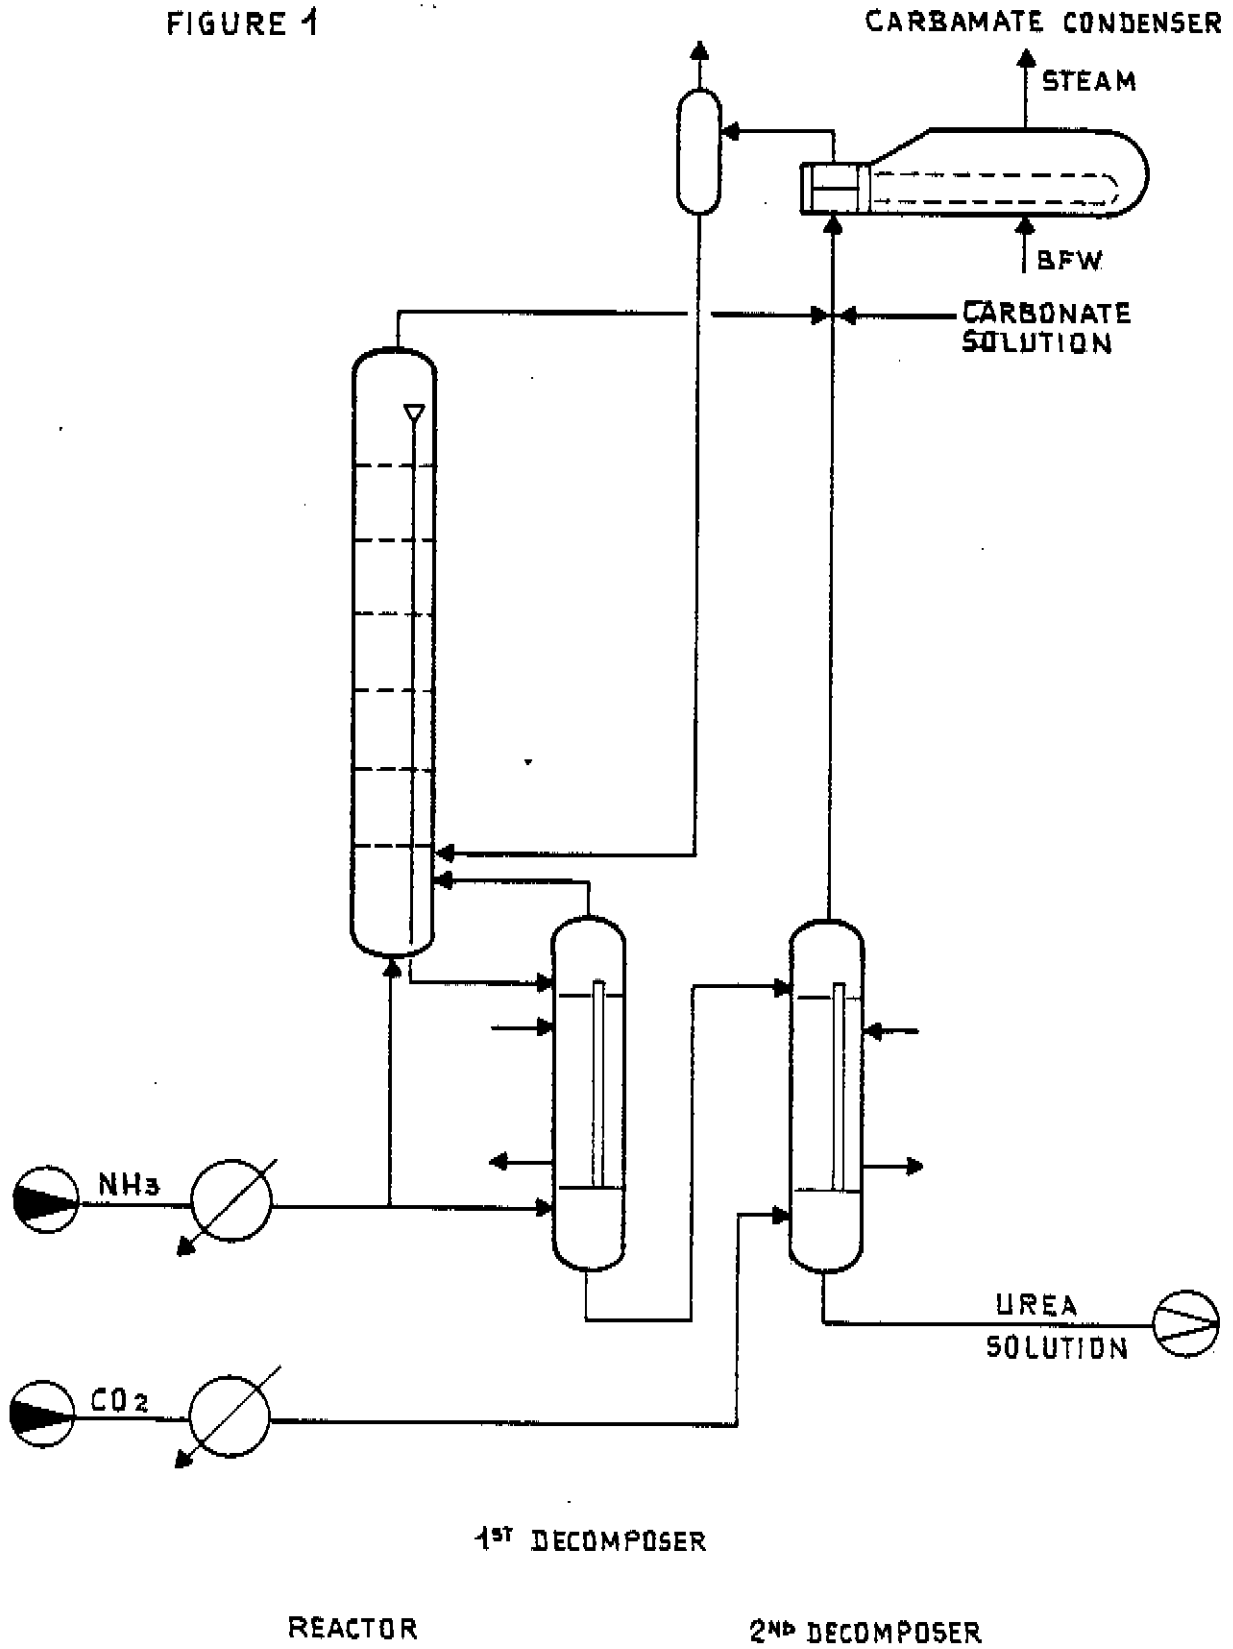 FIGURE 1
CARBAMATE CONDENSER
STEAM
BFW
CARBONATE
SOLUTION
NH3
UREA
SOLUTION
CO2
1ST DECOMPOSER
REACTOR
2ND DECOMPOSER